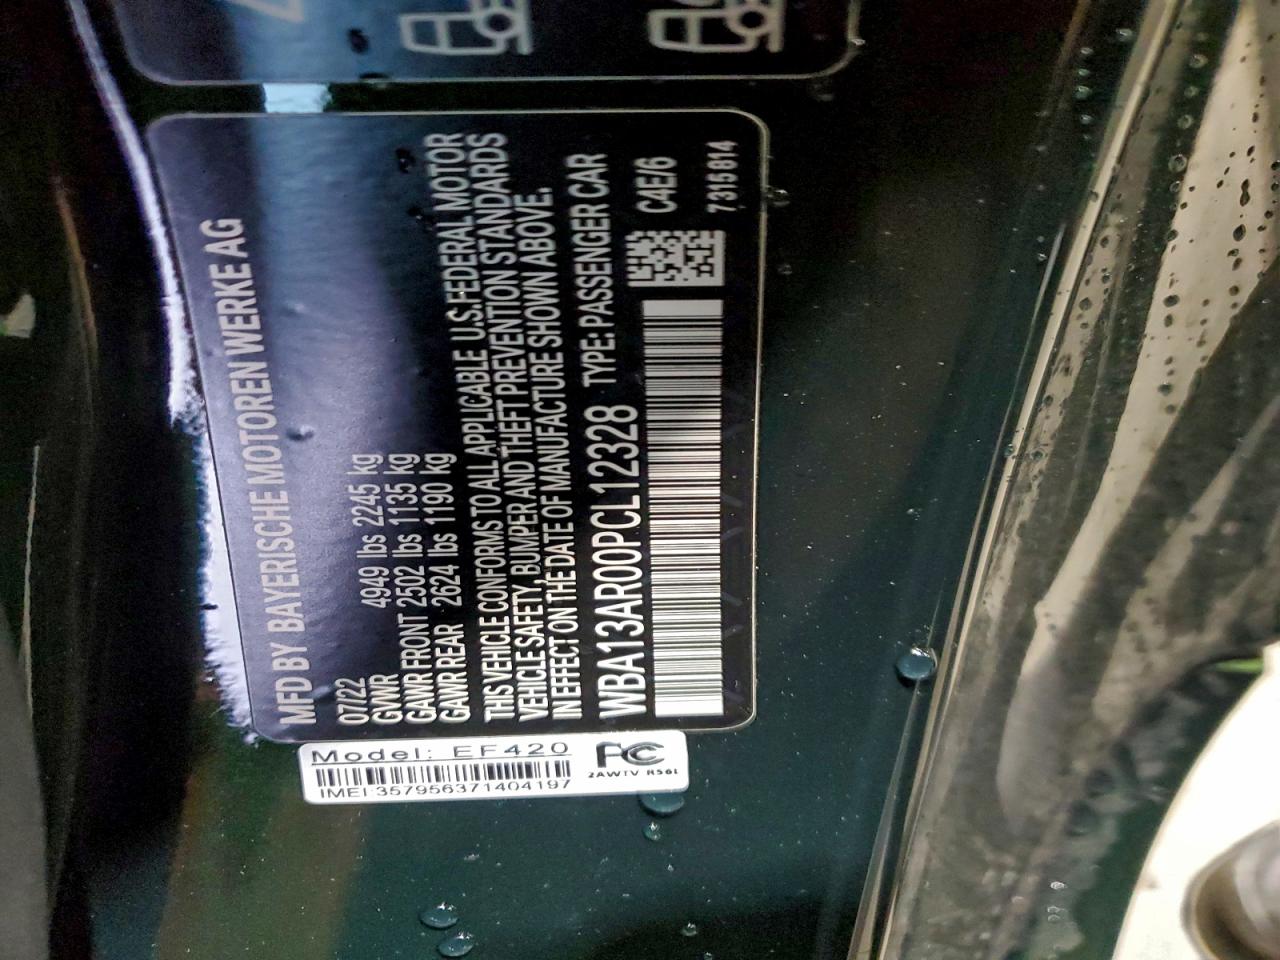 MFD BY BAYERISCHE MOTOREN WERKE AG
07/22
GVWR 4949 lbs 2245 kg
GAWR FRONT 2502 lbs 1135 kg
GAWR REAR 2624 lbs 1190 kg
THIS VEHICLE CONFORMS TO ALL APPLICABLE U.S. FEDERAL MOTOR
VEHICLE SAFETY, BUMPER AND THEFT PREVENTION STANDARDS
IN EFFECT ON THE DATE OF MANUFACTURE SHOWN ABOVE.
WBA13AR00PCL12328 TYPE: PASSENGER CAR
C4E/6
7315 814
Model: EF420
IMEI:357956371404197
FCC
2AWTV R56L